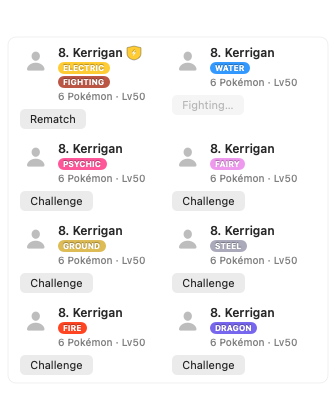 8. Kerrigan
ELECTRIC
FIGHTING
6 Pokémon · Lv50
Rematch
8. Kerrigan
WATER
6 Pokémon · Lv50
Fighting...
8. Kerrigan
PSYCHIC
6 Pokémon · Lv50
Challenge
8. Kerrigan
FAIRY
6 Pokémon · Lv50
Challenge
8. Kerrigan
GROUND
6 Pokémon · Lv50
Challenge
8. Kerrigan
STEEL
6 Pokémon · Lv50
Challenge
8. Kerrigan
FIRE
6 Pokémon · Lv50
Challenge
8. Kerrigan
DRAGON
6 Pokémon · Lv50
Challenge